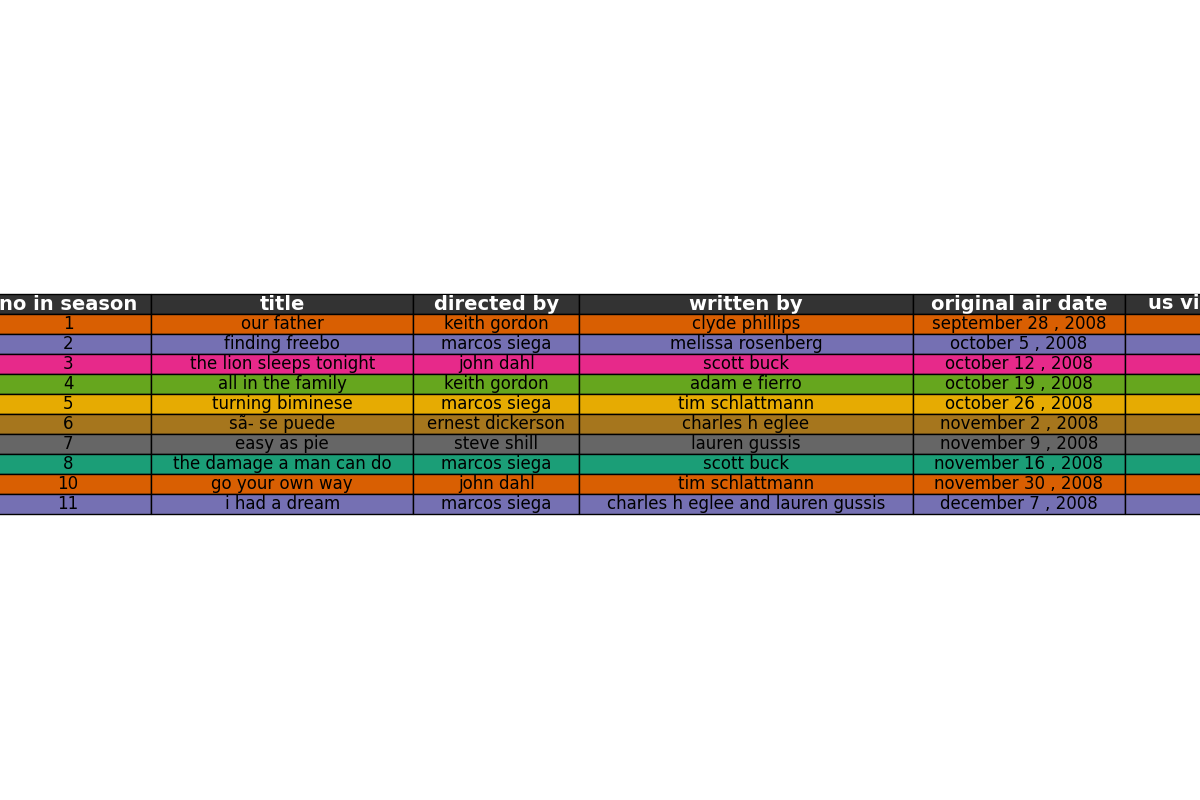 no in season title directed by written by original air date us vi
1 our father keith gordon clyde phillips september 28 , 2008
2 finding freebo marcos siega melissa rosenberg october 5 , 2008
3 the lion sleeps tonight john dahl scott buck october 12 , 2008
4 all in the family keith gordon adam e fierro october 19 , 2008
5 turning biminese marcos siega tim schlattmann october 26 , 2008
6 sã- se puede ernest dickerson charles h eglee november 2 , 2008
7 easy as pie steve shill lauren gussis november 9 , 2008
8 the damage a man can do marcos siega scott buck november 16 , 2008
10 go your own way john dahl tim schlattmann november 30 , 2008
11 i had a dream marcos siega charles h eglee and lauren gussis december 7 , 2008